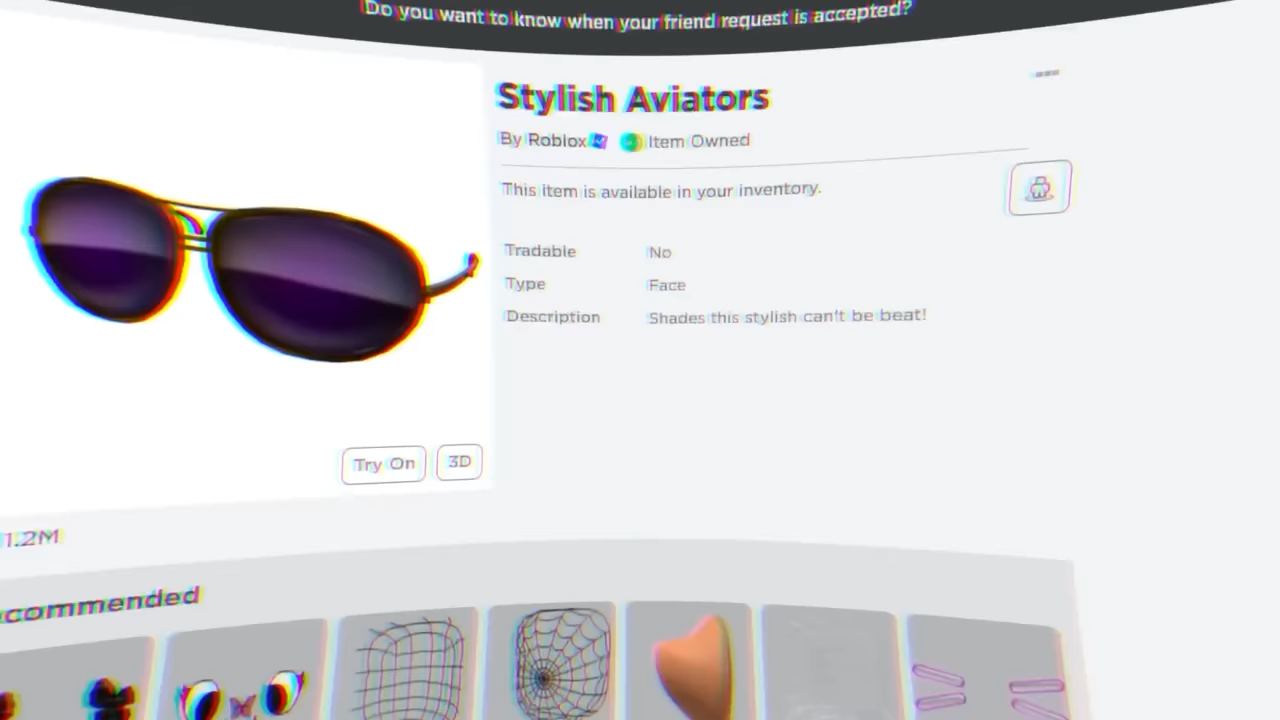 Do you want to know when your friend request is accepted?
Stylish Aviators
By Roblox Item Owned
This item is available in your inventory.
Tradable No
Type Face
Description Shades this stylish can't be beat!
Try On 3D
1.2M
commended